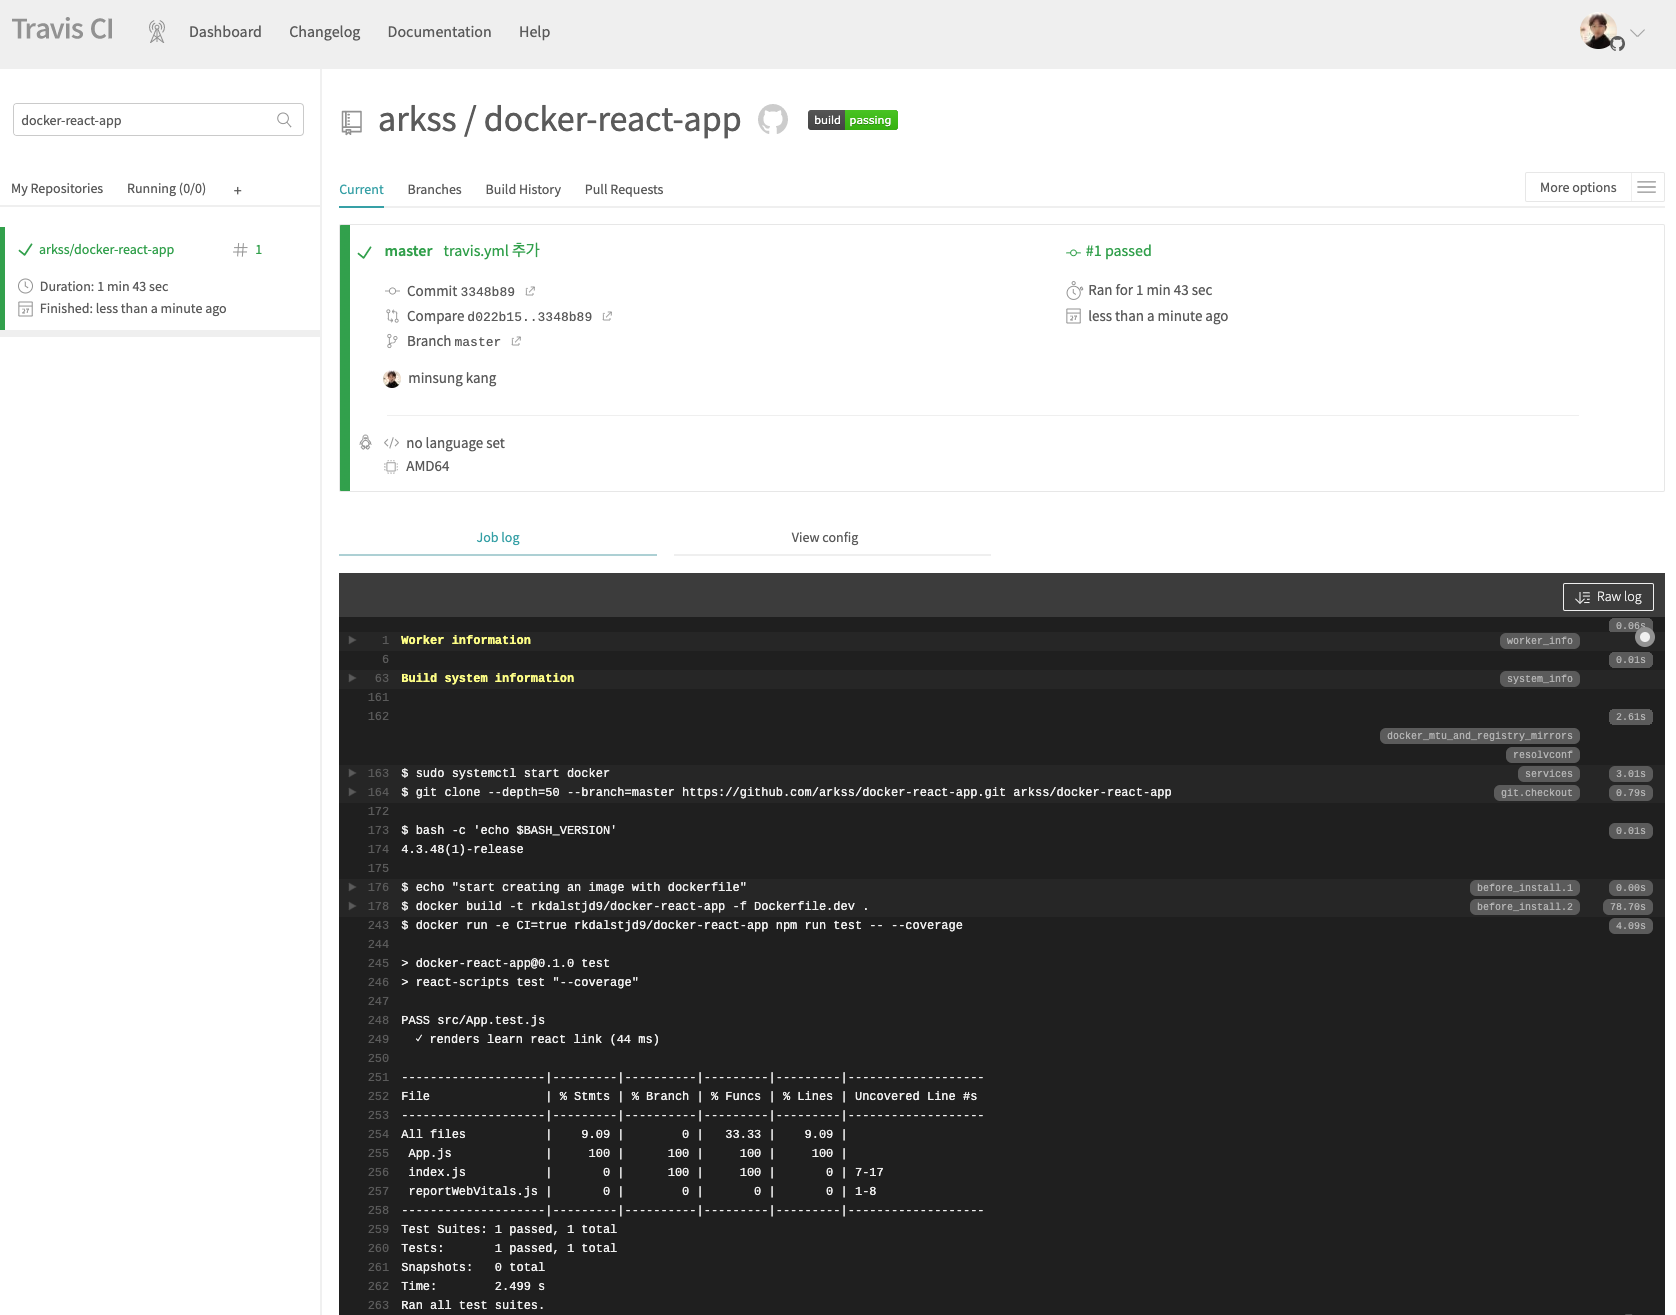 Travis CI Dashboard Changelog Documentation Help
docker-react-app
arkss / docker-react-app build passing
My Repositories Running (0/0) +
Current Branches Build History Pull Requests More options
arkss/docker-react-app # 1
Duration: 1 min 43 sec
Finished: less than a minute ago
master travis.yml 추가
#1 passed
Commit 3348b89
Ran for 1 min 43 sec
Compare d022b15..3348b89
less than a minute ago
Branch master
minsung kang
</> no language set
AMD64
Job log View config
Raw log
0.06s
1 Worker information worker_info
6 0.01s
63 Build system information system_info
161
162 2.61s
docker_mtu_and_registry_mirrors
resolvconf
163 $ sudo systemctl start docker services 3.01s
164 $ git clone --depth=50 --branch=master https://github.com/arkss/docker-react-app.git arkss/docker-react-app git.checkout 0.79s
172
173 $ bash -c 'echo $BASH_VERSION' 0.01s
174 4.3.48(1)-release
175
176 $ echo "start creating an image with dockerfile" before_install.1 0.00s
178 $ docker build -t rkdalstjd9/docker-react-app -f Dockerfile.dev . before_install.2 78.70s
243 $ docker run -e CI=true rkdalstjd9/docker-react-app npm run test -- --coverage 4.09s
244
245 > docker-react-app@0.1.0 test
246 > react-scripts test "--coverage"
247
248 PASS src/App.test.js
249 ✓ renders learn react link (44 ms)
250
251 --------------------|---------|----------|---------|---------|-------------------
252 File | % Stmts | % Branch | % Funcs | % Lines | Uncovered Line #s
253 --------------------|---------|----------|---------|---------|-------------------
254 All files | 9.09 | 0 | 33.33 | 9.09 |
255 App.js | 100 | 100 | 100 | 100 |
256 index.js | 0 | 100 | 100 | 0 | 7-17
257 reportWebVitals.js | 0 | 0 | 0 | 0 | 1-8
258 --------------------|---------|----------|---------|---------|-------------------
259 Test Suites: 1 passed, 1 total
260 Tests: 1 passed, 1 total
261 Snapshots: 0 total
262 Time: 2.499 s
263 Ran all test suites.